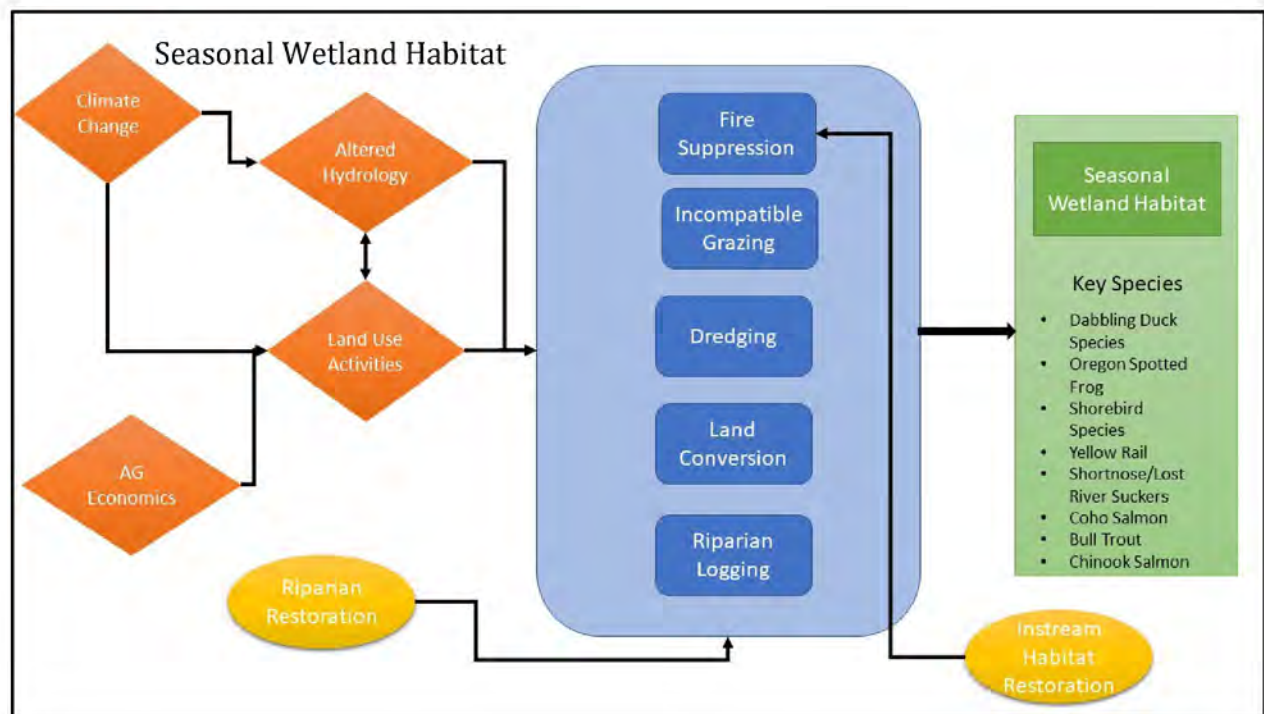 Seasonal Wetland Habitat
Climate
Change
Altered
Hydrology
Land Use
Activities
AG
Economics
Riparian
Restoration
Fire
Suppression
Incompatible
Grazing
Dredging
Land
Conversion
Riparian
Logging
Instream
Habitat
Restoration
Seasonal
Wetland Habitat
Key Species
• Dabbling Duck
Species
• Oregon Spotted
Frog
• Shorebird
Species
• Yellow Rail
• Shortnose/Lost
River Suckers
• Coho Salmon
• Bull Trout
• Chinook Salmon